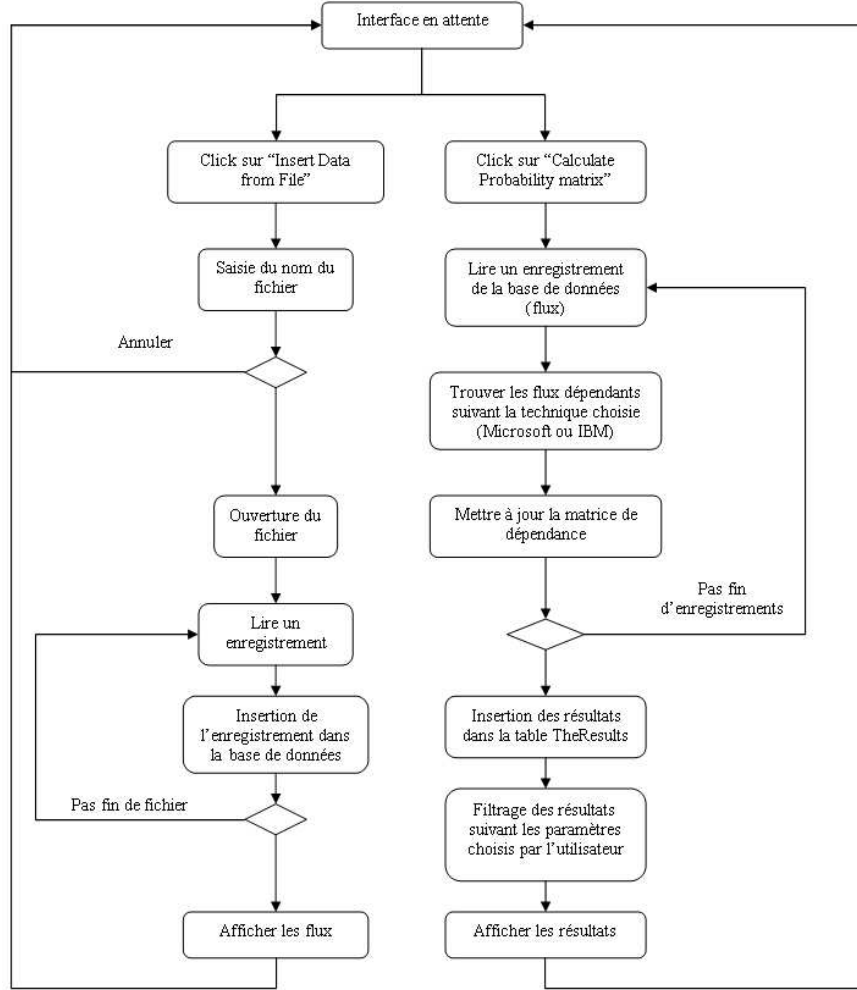 Interface en attente
Click sur “Insert Data
from File”
Click sur “Calculate
Probability matrix”
Saisie du nom du
fichier
Lire un enregistrement
de la base de données
(flux)
Annuler
Trouver les flux dépendants
suivant la technique choisie
(Microsoft ou IBM)
Ouverture du
fichier
Mettre à jour la matrice de
dépendance
Pas fin
d’enregistrements
Lire un
enregistrement
Insertion de
l’enregistrement dans
la base de données
Insertion des résultats
dans la table TheResults
Pas fin de fichier
Filtrage des résultats
suivant les paramètres
choisis par l’utilisateur
Afficher les flux
Afficher les résultats